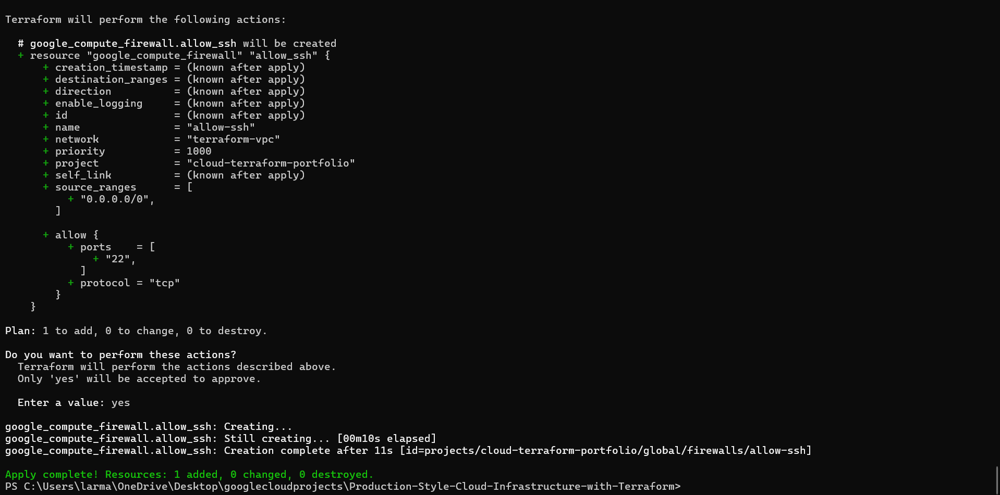 Terraform will perform the following actions:
# google_compute_firewall.allow_ssh will be created
+ resource "google_compute_firewall" "allow_ssh" {
+ creation_timestamp = (known after apply)
+ destination_ranges = (known after apply)
+ direction = (known after apply)
+ enable_logging = (known after apply)
+ id = (known after apply)
+ name = "allow-ssh"
+ network = "terraform-vpc"
+ priority = 1000
+ project = "cloud-terraform-portfolio"
+ self_link = (known after apply)
+ source_ranges = [
+ "0.0.0.0/0",
]
+ allow {
+ ports = [
+ "22",
]
+ protocol = "tcp"
}
}
Plan: 1 to add, 0 to change, 0 to destroy.
Do you want to perform these actions?
Terraform will perform the actions described above.
Only 'yes' will be accepted to approve.
Enter a value: yes
google_compute_firewall.allow_ssh: Creating...
google_compute_firewall.allow_ssh: Still creating... [00m10s elapsed]
google_compute_firewall.allow_ssh: Creation complete after 11s [id=projects/cloud-terraform-portfolio/global/firewalls/allow-ssh]
Apply complete! Resources: 1 added, 0 changed, 0 destroyed.
PS C:\Users\larma\OneDrive\Desktop\googlecloudprojects\Production-Style-Cloud-Infrastructure-with-Terraform>